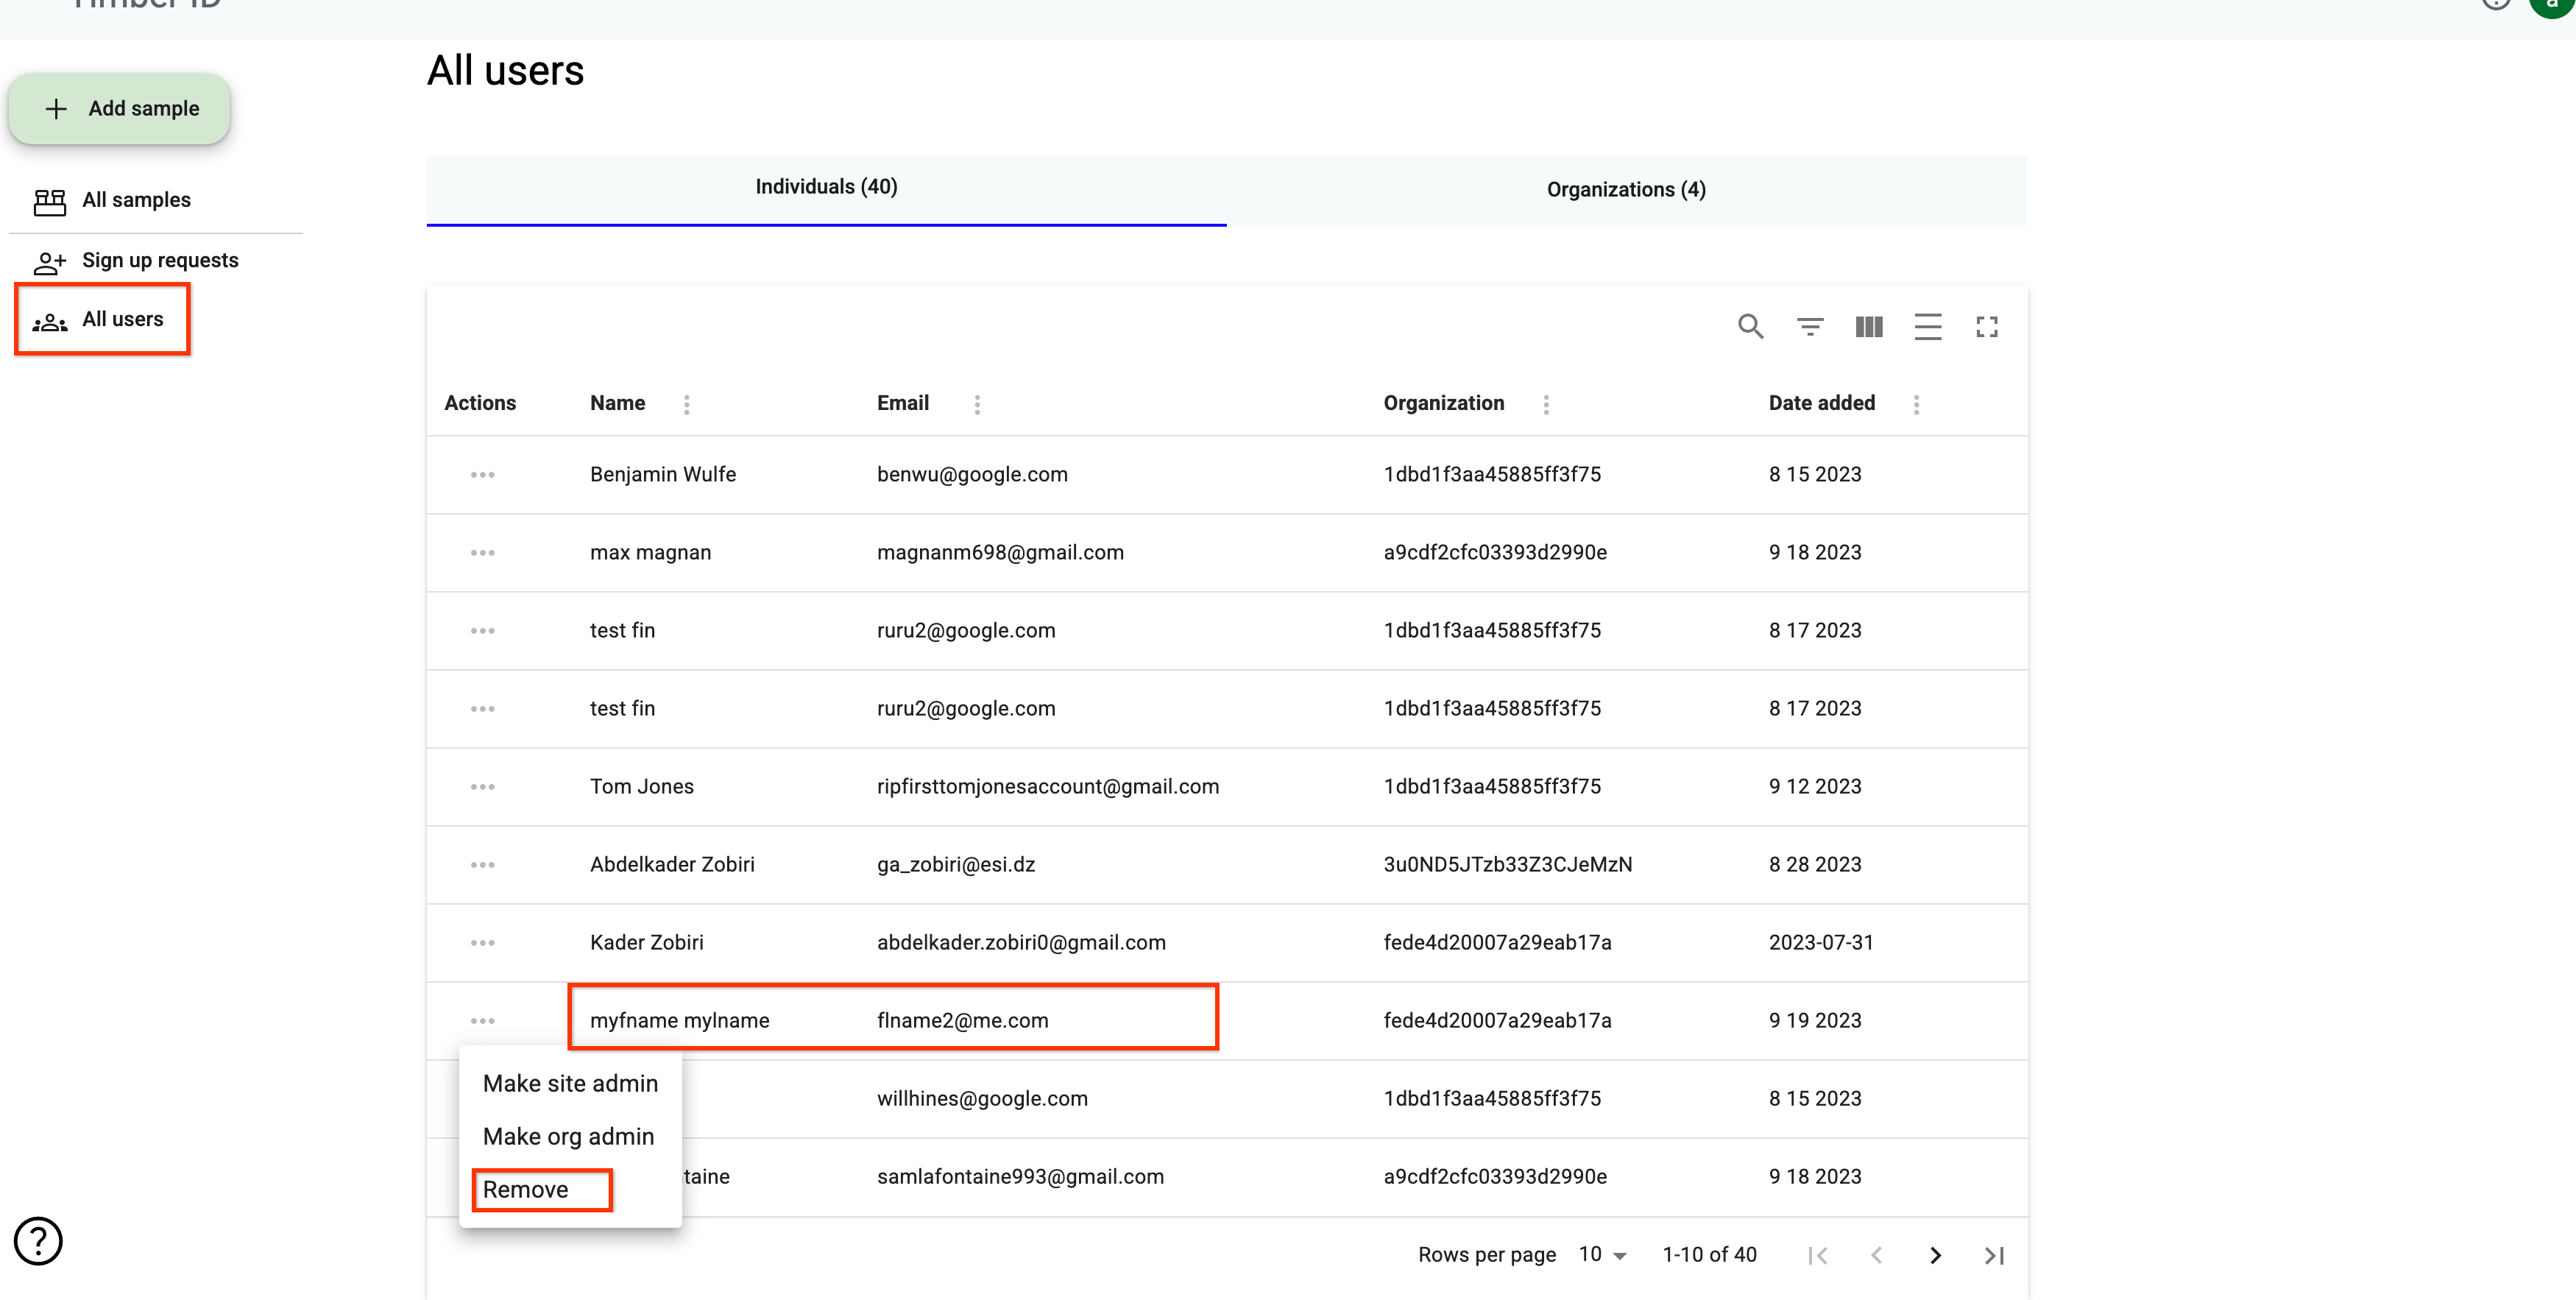 Timber ID
a
Add sample
All samples
Sign up requests
All users
All users
Individuals (40)
Organizations (4)
Actions Name Email Organization Date added
Benjamin Wulfe benwu@google.com 1dbd1f3aa45885ff3f75 8 15 2023
max magnan magnanm698@gmail.com a9cdf2cfc03393d2990e 9 18 2023
test fin ruru2@google.com 1dbd1f3aa45885ff3f75 8 17 2023
test fin ruru2@google.com 1dbd1f3aa45885ff3f75 8 17 2023
Tom Jones ripfirsttomjonesaccount@gmail.com 1dbd1f3aa45885ff3f75 9 12 2023
Abdelkader Zobiri ga_zobiri@esi.dz 3u0ND5JTzb33Z3CJeMzN 8 28 2023
Kader Zobiri abdelkader.zobiri0@gmail.com fede4d20007a29eab17a 2023-07-31
myfname mylname flname2@me.com fede4d20007a29eab17a 9 19 2023
willhines@google.com 1dbd1f3aa45885ff3f75 8 15 2023
taine samlafontaine993@gmail.com a9cdf2cfc03393d2990e 9 18 2023
Make site admin
Make org admin
Remove
?
Rows per page 10 1-10 of 40